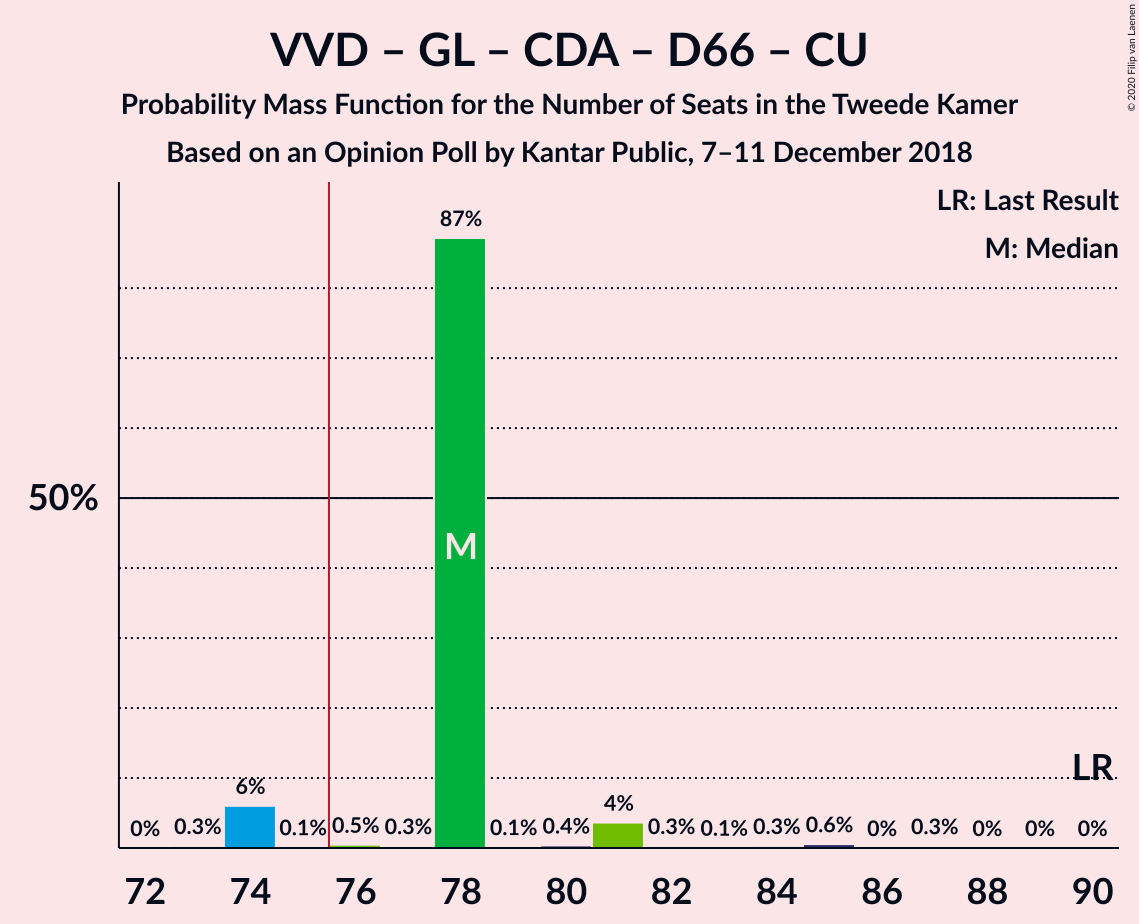 VVD – GL – CDA – D66 – CU
Probability Mass Function for the Number of Seats in the Tweede Kamer
Based on an Opinion Poll by Kantar Public, 7–11 December 2018
© 2020 Filip van Laenen
LR: Last Result
M: Median
87%
50%
M
LR
6%
4%
0% 0.3% 0.1% 0.5% 0.3% 0.1% 0.4% 0.3% 0.1% 0.3% 0.6% 0% 0.3% 0% 0% 0%
72 74 76 78 80 82 84 86 88 90